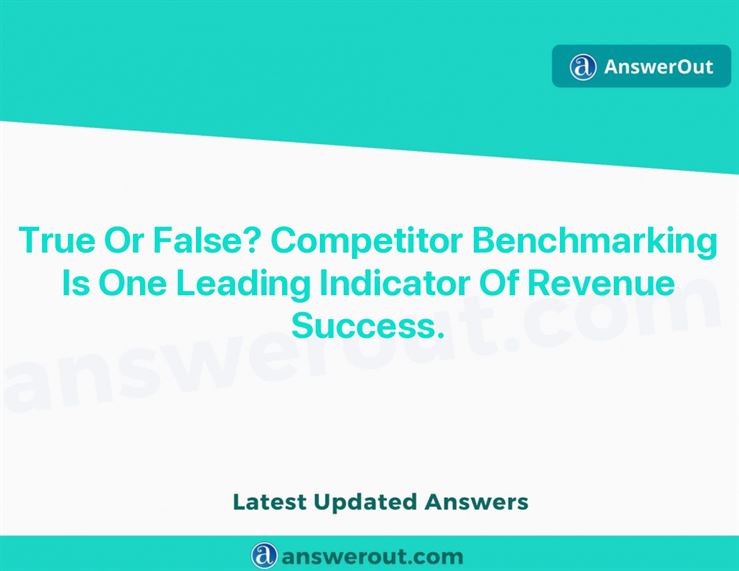 AnswerOut
True Or False? Competitor Benchmarking
Is One Leading Indicator Of Revenue
Success.
answerout.com
Latest Updated Answers
answerout.com